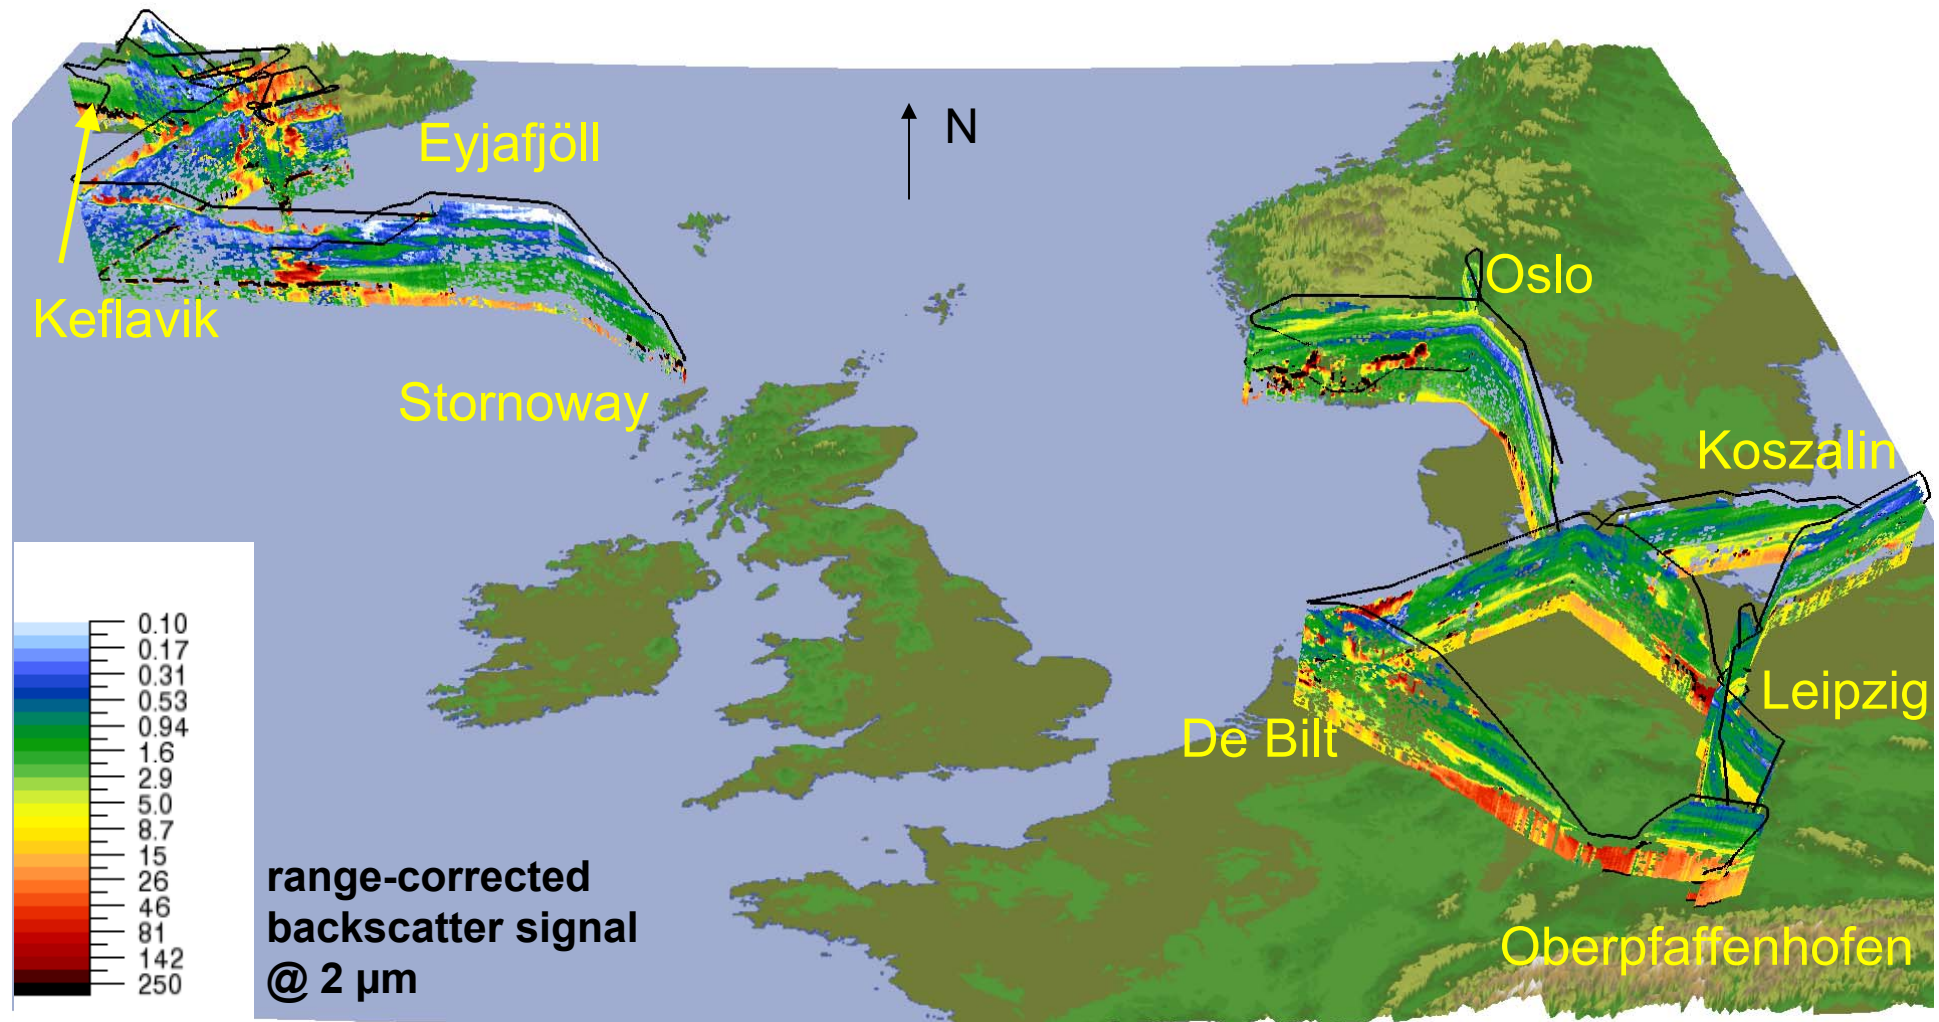 N
Eyjafjöll
Oslo
Keflavik
Stornoway
Koszalin
Leipzig
De Bilt
Oberpfaffenhofen
0.10
0.17
0.31
0.53
0.94
1.6
2.9
5.0
8.7
15
26
46
81
142
250
range-corrected
backscatter signal
@ 2 µm